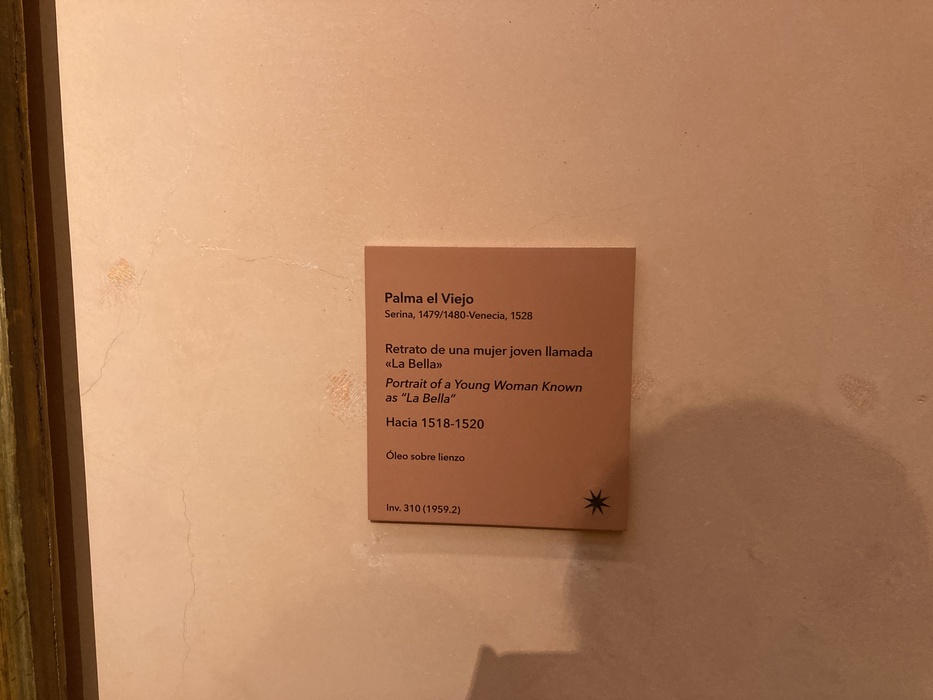 Palma el Viejo
Serina, 1479/1480-Venecia, 1528
Retrato de una mujer joven llamada
«La Bella»
Portrait of a Young Woman Known
as “La Bella”
Hacia 1518-1520
Óleo sobre lienzo
Inv. 310 (1959.2)